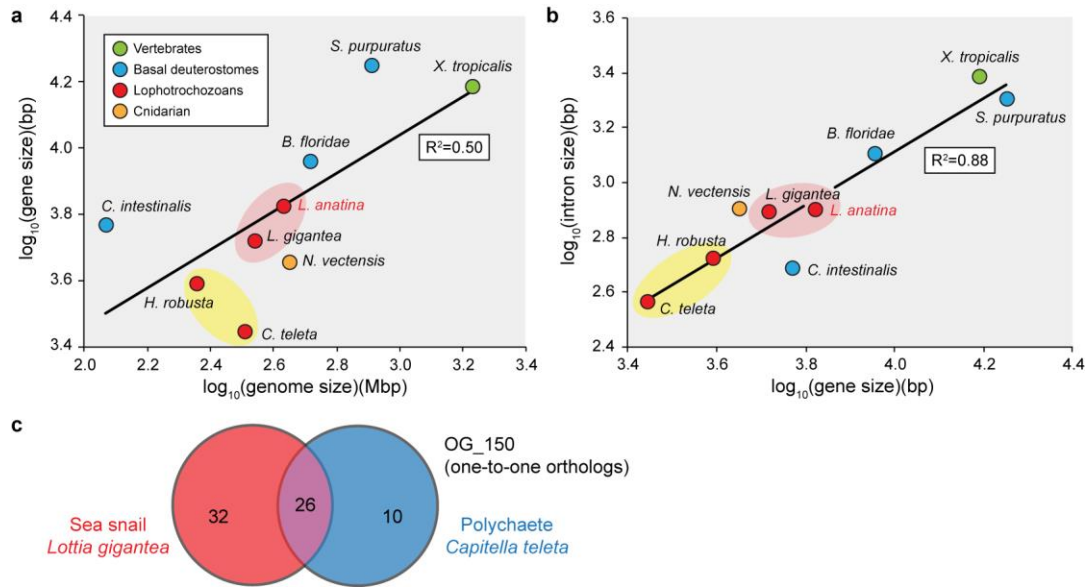 a
4.4
4.2
4.0
3.8
3.6
3.4
log10(gene size)(bp)
Vertebrates
Basal deuterostomes
Lophotrochozoans
Cnidarian
S. purpuratus
X. tropicalis
R²=0.50
B. floridae
C. intestinalis
L. anatina
L. gigantea
N. vectensis
H. robusta
C. teleta
2.0 2.2 2.4 2.6 2.8 3.0 3.2 3.4
log10(genome size)(Mbp)
b
3.6
3.4
3.2
3.0
2.8
2.6
2.4
log10(intron size)(bp)
X. tropicalis
S. purpuratus
B. floridae
R²=0.88
N. vectensis
L. gigantea
L. anatina
H. robusta
C. intestinalis
C. teleta
3.4 3.6 3.8 4.0 4.2 4.4
log10(gene size)(bp)
c
OG_150
(one-to-one orthologs)
32 26 10
Sea snail
Lottia gigantea
Polychaete
Capitella teleta